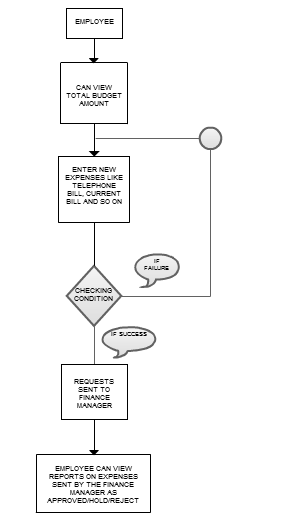 EMPLOYEE
CAN VIEW
TOTAL BUDGET
AMOUNT
ENTER NEW
EXPENSES LIKE
TELEPHONE
BILL, CURRENT
BILL AND SO ON
IF
FAILURE
CHECKING
CONDITION
IF SUCCESS
REQUESTS
SENT TO
FINANCE
MANAGER
EMPLOYEE CAN VIEW
REPORTS ON EXPENSES
SENT BY THE FINANCE
MANAGER AS
APPROVED/HOLD/REJECT